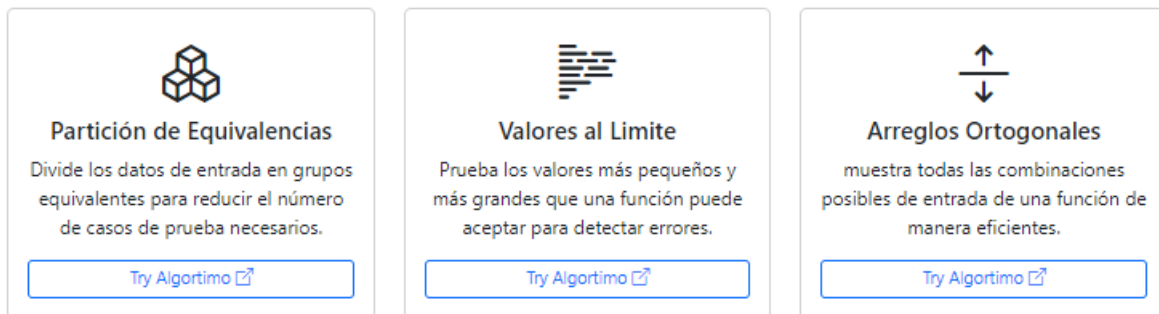 Partición de Equivalencias
Divide los datos de entrada en grupos
equivalentes para reducir el número
de casos de prueba necesarios.
Try Algortimo
Valores al Limite
Prueba los valores más pequeños y
más grandes que una función puede
aceptar para detectar errores.
Try Algortimo
Arreglos Ortogonales
muestra todas las combinaciones
posibles de entrada de una función de
manera eficientes.
Try Algortimo